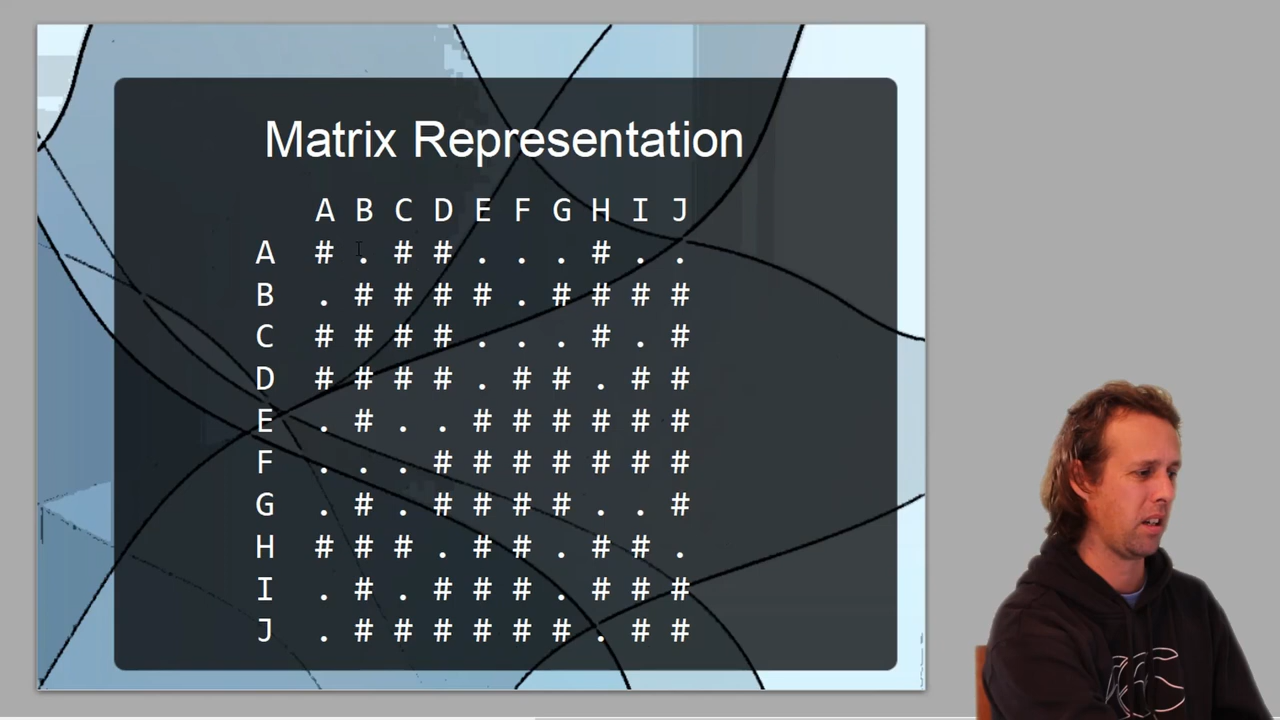 Matrix Representation
A B C D E F G H I J
A # . # # . . . # . .
B . # # # # . # # # #
C # # # # . . . # . #
D # # # # . # # . # #
E . # . . # # # # # #
F . . . # # # # # # #
G . # . # # # # . . #
H # # # . # # . # # .
I . # . # # # . # # #
J . # # # # # # . # #